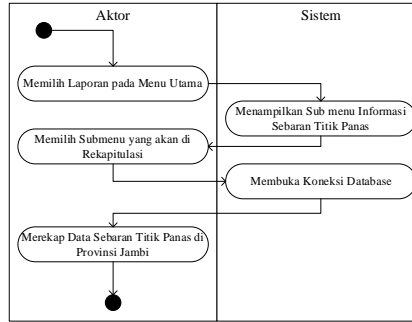 Aktor
Sistem
Memilih Laporan pada Menu Utama
Menampilkan Sub menu Informasi
Sebaran Titik Panas
Memilih Submenu yang akan di
Rekapitulasi
Membuka Koneksi Database
Merekap Data Sebaran Titik Panas di
Provinsi Jambi